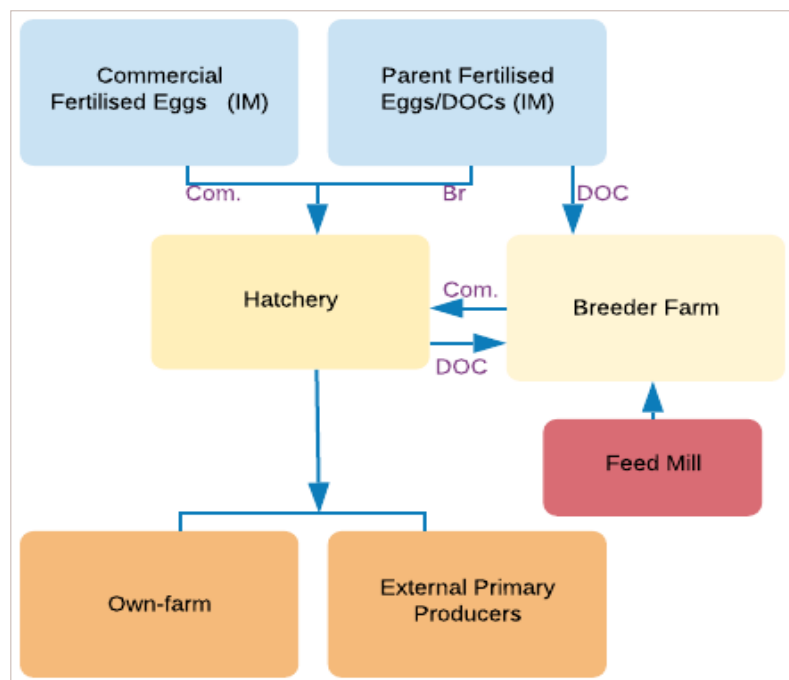 Commercial
Fertilised Eggs (IM)
Parent Fertilised
Eggs/DOCs (IM)
Com.
Br
DOC
Hatchery
Com.
DOC
Breeder Farm
Feed Mill
Own-farm
External Primary
Producers